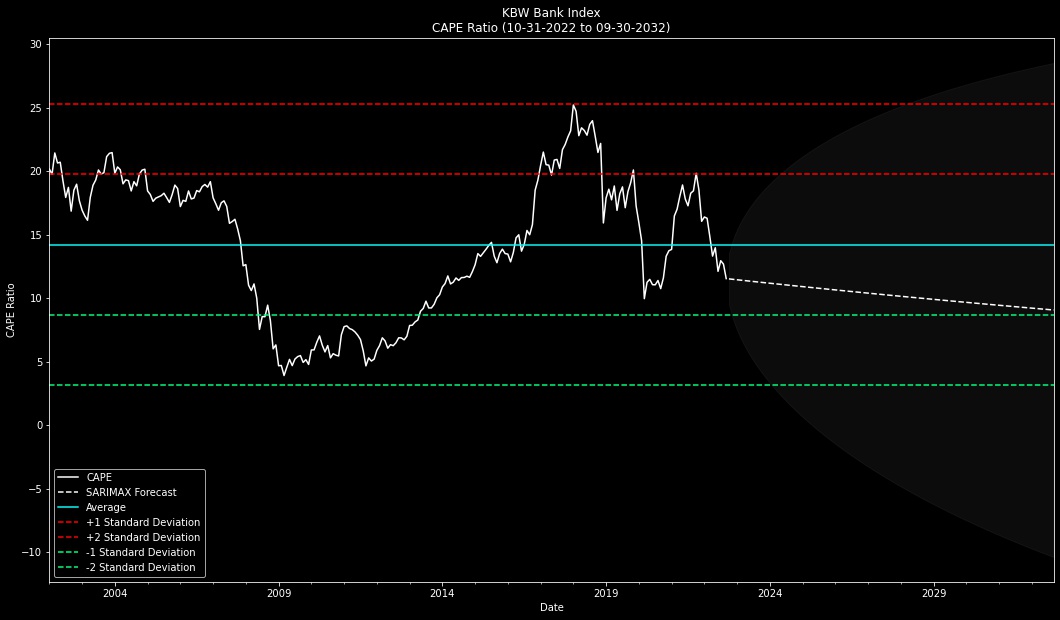 KBW Bank Index
CAPE Ratio (10-31-2022 to 09-30-2032)
30
25
20
15
10
5
0
−5
−10
CAPE Ratio
CAPE
SARIMAX Forecast
Average
+1 Standard Deviation
+2 Standard Deviation
-1 Standard Deviation
-2 Standard Deviation
2004 2009 2014 2019 2024 2029
Date